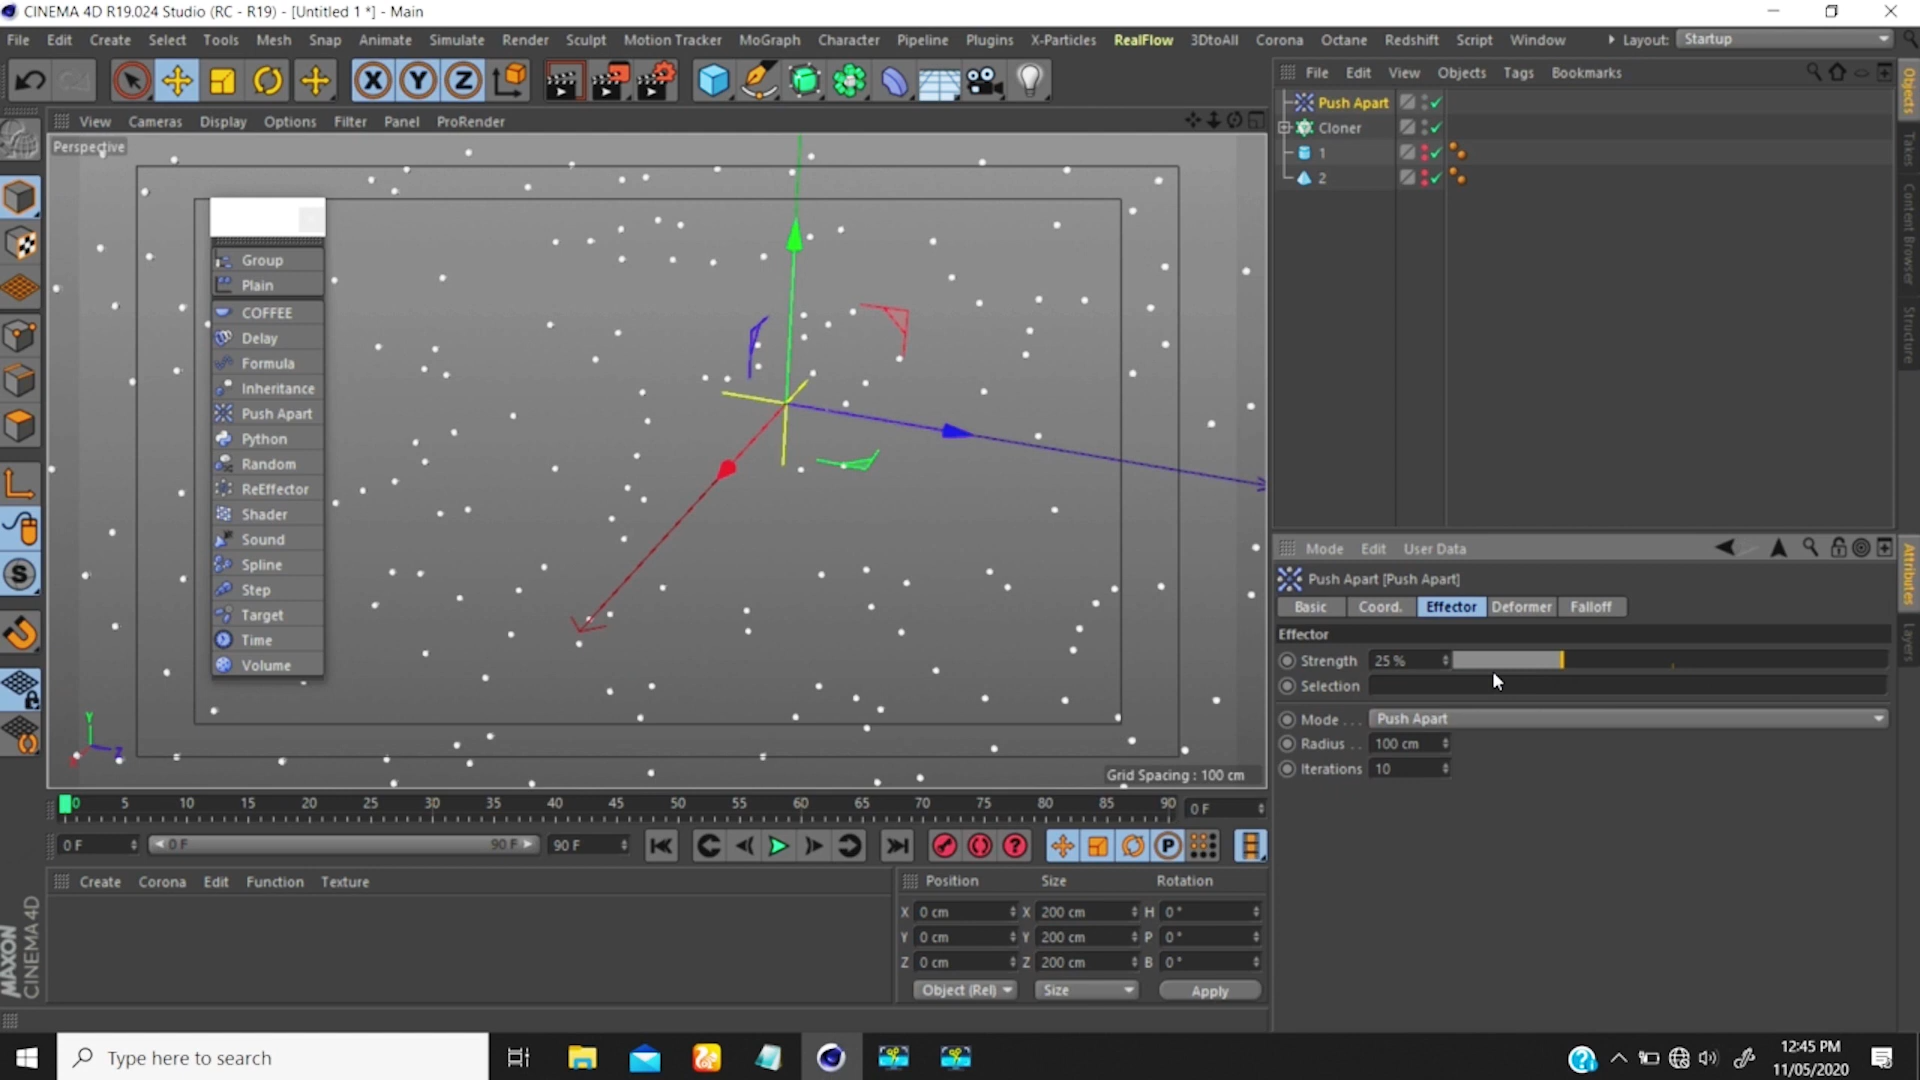 CINEMA 4D R19.024 Studio (RC - R19) - [Untitled 1 *] - Main
File Edit Create Select Tools Mesh Snap Animate Simulate Render Sculpt Motion Tracker MoGraph Character Pipeline Plugins X-Particles RealFlow 3DtoAll Corona Octane Redshift Script Window Layout: Startup
X Y Z
File Edit View Objects Tags Bookmarks
Push Apart
Cloner
1
2
Objects
Takes
Content Browser
Structure
View Cameras Display Options Filter Panel ProRender
Perspective
Group
Plain
COFFEE
Delay
Formula
Inheritance
Push Apart
Python
Random
ReEffector
Shader
Sound
Spline
Step
Target
Time
Volume
Y
Z
Grid Spacing : 100 cm
Mode Edit User Data
Push Apart [Push Apart]
Basic Coord. Effector Deformer Falloff
Effector
Strength 25 %
Selection
Mode . . . Push Apart
Radius . . 100 cm
Iterations 10
Attributes
Layers
S
0 5 10 15 20 25 30 35 40 45 50 55 60 65 70 75 80 85 90 0 F
0 F 0 F 90 F 90 F P
Create Corona Edit Function Texture
Position Size Rotation
X 0 cm X 200 cm H 0 °
Y 0 cm Y 200 cm P 0 °
Z 0 cm Z 200 cm B 0 °
Object (Rel) Size Apply
MAXON
CINEMA 4D
Type here to search
12:45 PM
11/05/2020